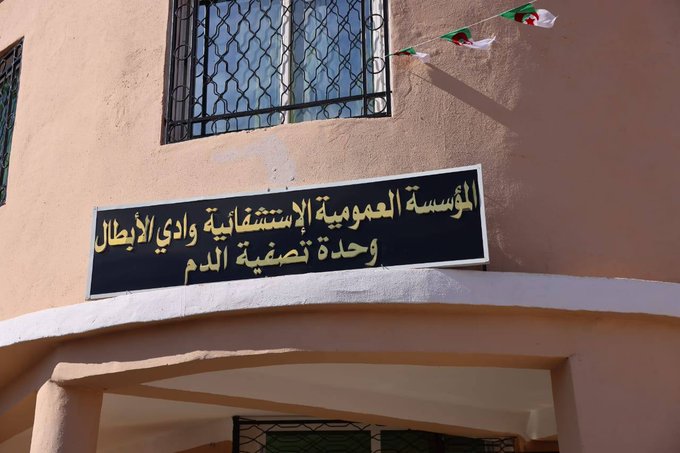 المؤسسة العمومية الإستشفائية وادي الأبطال
وحدة تصفية الدم